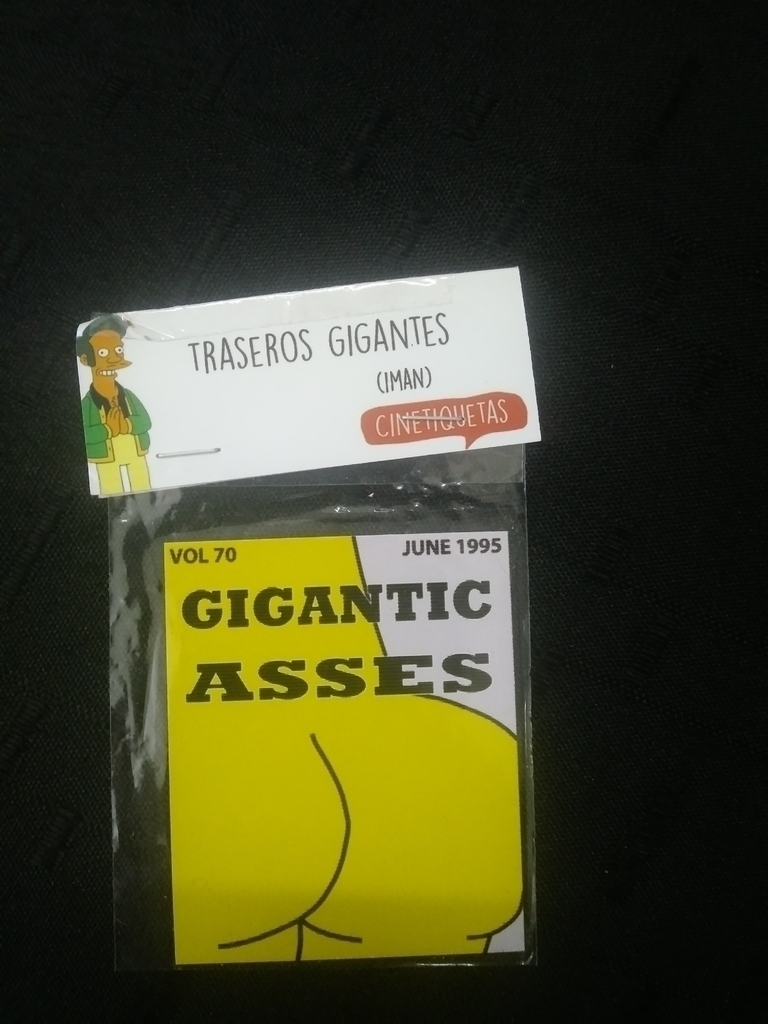 TRASEROS GIGANTES
(IMAN)
CINETIQUETAS
VOL 70
JUNE 1995
GIGANTIC
ASSES